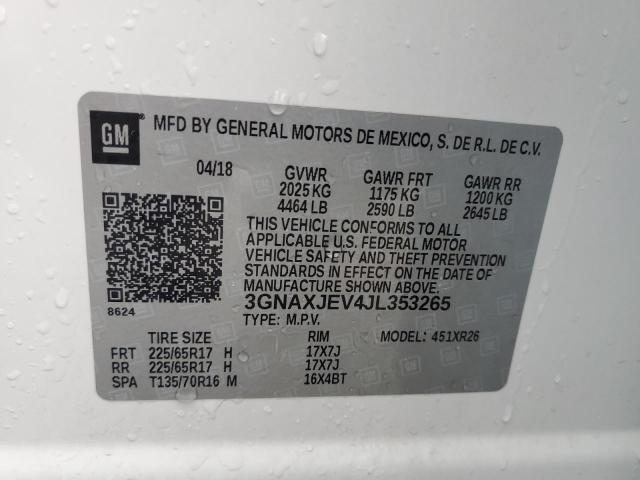 GM ®
MFD BY GENERAL MOTORS DE MEXICO, S. DE R.L. DE C.V.
04/18 GVWR GAWR FRT GAWR RR
2025 KG 1175 KG 1200 KG
4464 LB 2590 LB 2645 LB
THIS VEHICLE CONFORMS TO ALL
APPLICABLE U.S. FEDERAL MOTOR
VEHICLE SAFETY AND THEFT PREVENTION
STANDARDS IN EFFECT ON THE DATE OF
MANUFACTURE SHOWN ABOVE.
8624 3GNAXJEV4JL353265
TYPE: M.P.V.
TIRE SIZE RIM MODEL: 451XR26
FRT 225/65R17 H 17X7J
RR 225/65R17 H 17X7J
SPA T135/70R16 M 16X4BT